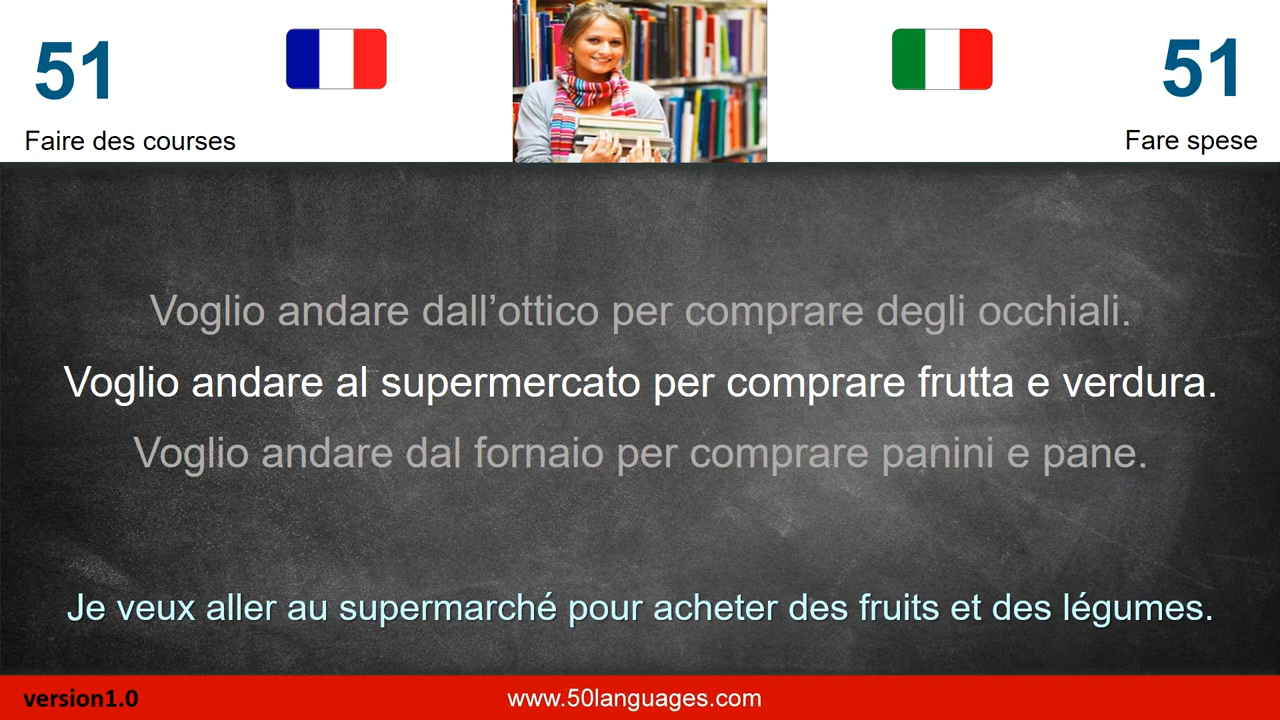 51
51
Faire des courses
Fare spese
Voglio andare dall’ottico per comprare degli occhiali.
Voglio andare al supermercato per comprare frutta e verdura.
Voglio andare dal fornaio per comprare panini e pane.
Je veux aller au supermarché pour acheter des fruits et des légumes.
version1.0
www.50languages.com